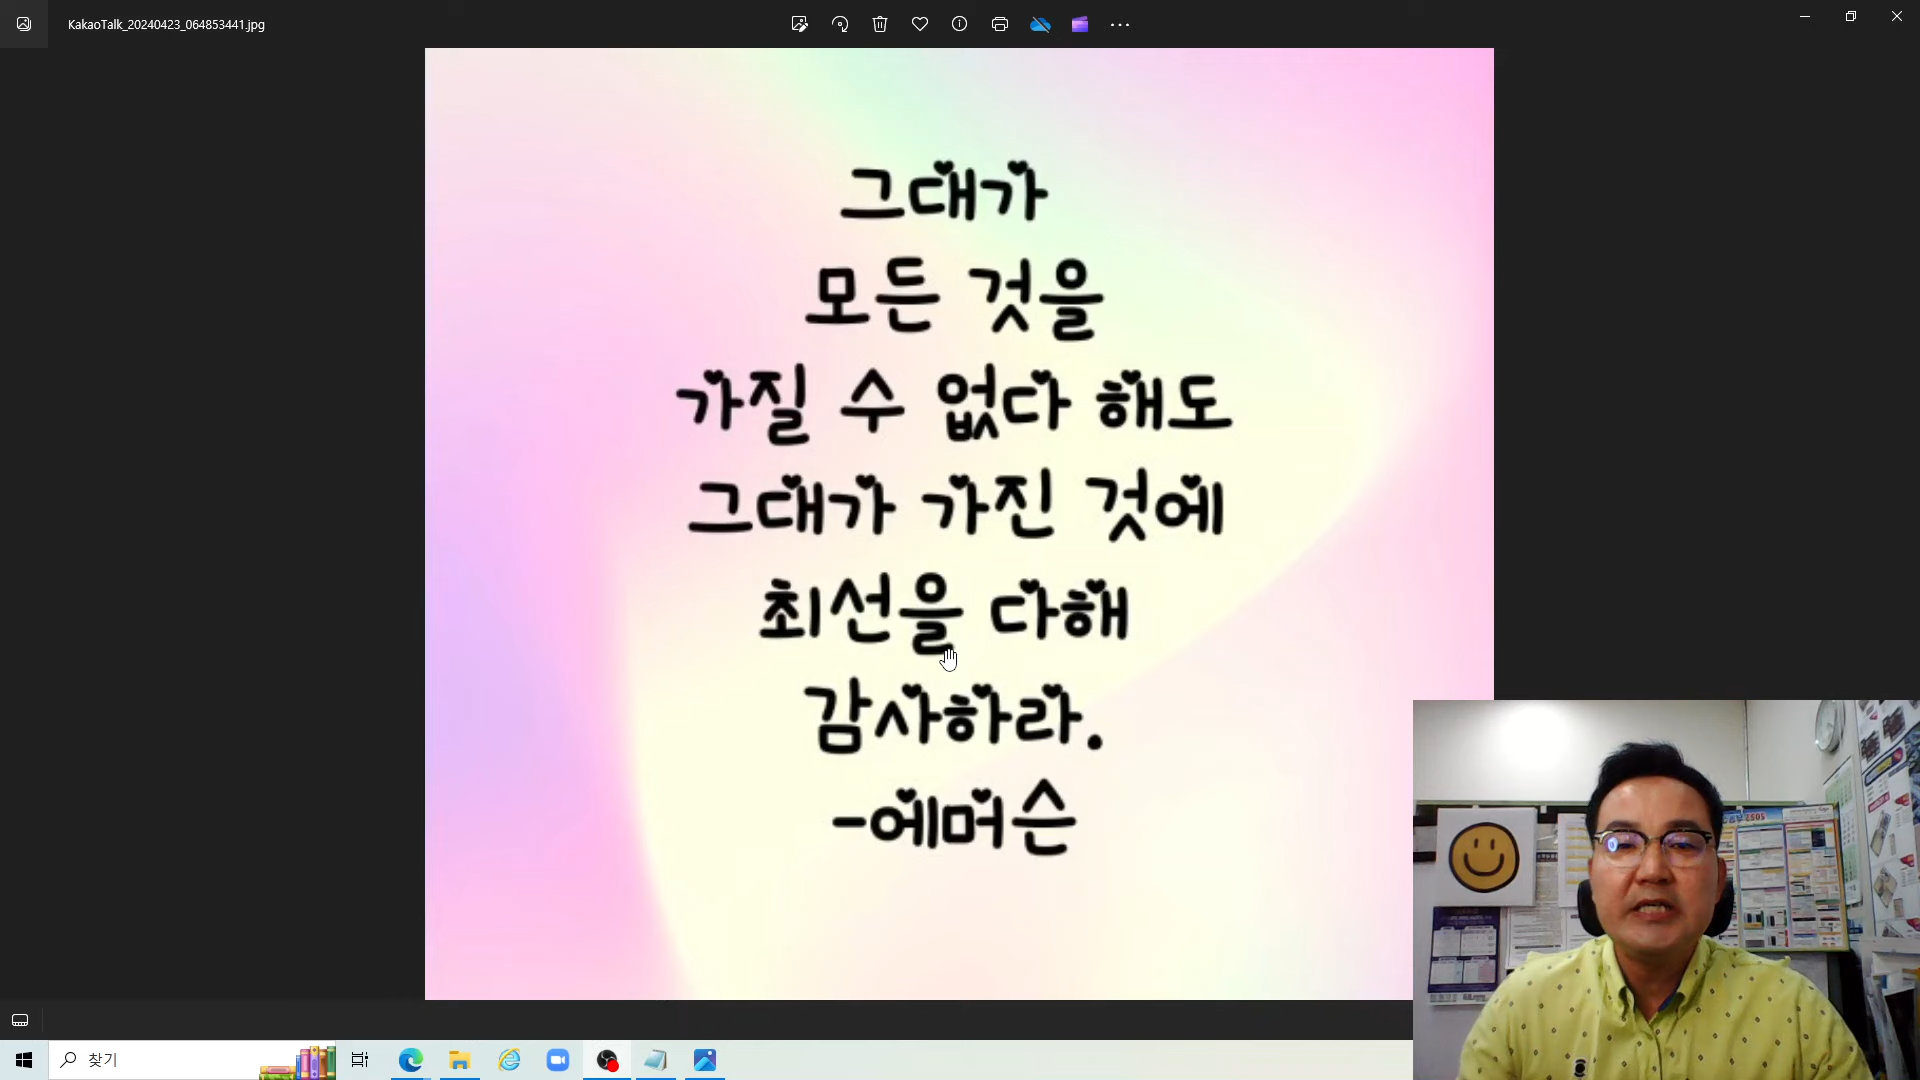 KakaoTalk_20240423_064853441.jpg
그대가
모든 것을
가질 수 없다 해도
그대가 가진 것에
최선을 다해
감사하라.
-에머슨
찾기